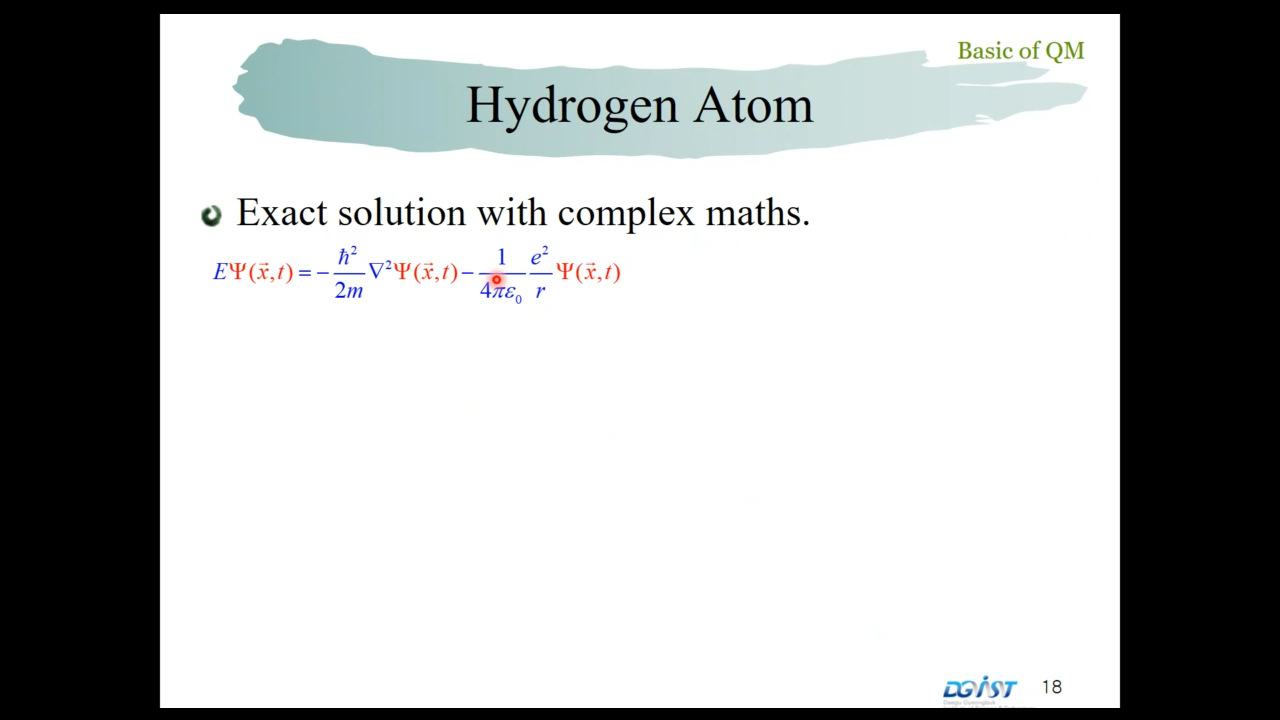 Basic of QM
Hydrogen Atom
Exact solution with complex maths.
EΨ(x⃗,t) = −ħ²/2m ∇²Ψ(x⃗,t) − 1/4πε₀ e²/r Ψ(x⃗,t)
DGIST 18